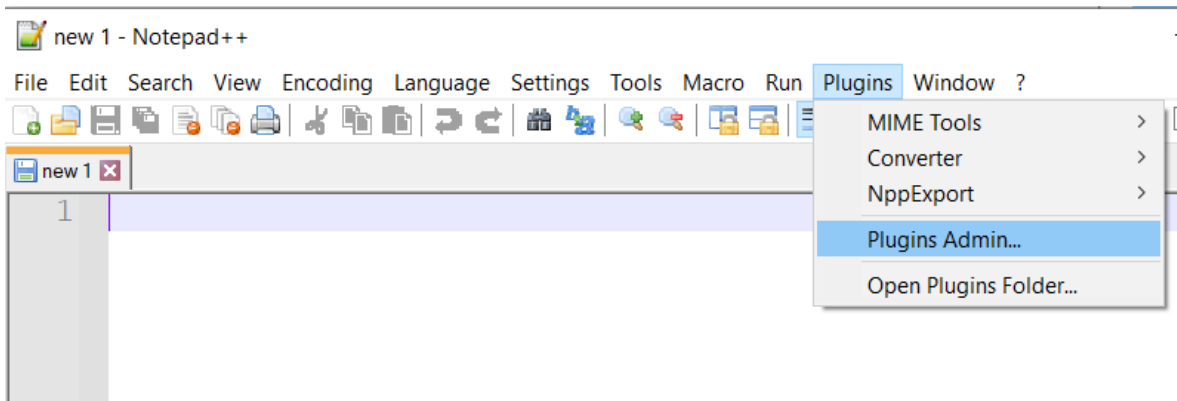 new 1 - Notepad++
File Edit Search View Encoding Language Settings Tools Macro Run Plugins Window ?
new 1
1
MIME Tools
Converter
NppExport
Plugins Admin...
Open Plugins Folder...